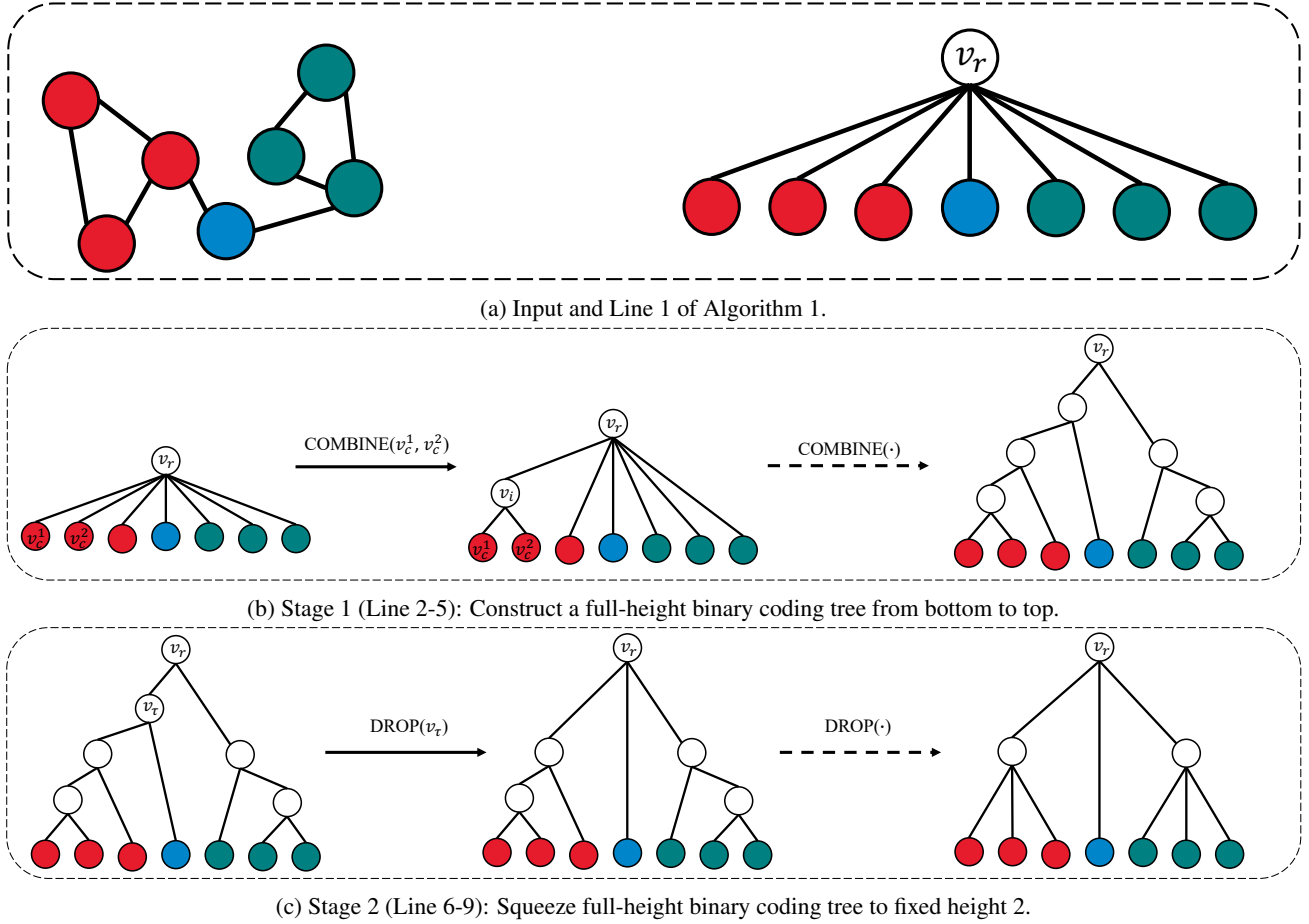 v_r
(a) Input and Line 1 of Algorithm 1.
v_r
v_c^1 v_c^2
COMBINE(v_c^1, v_c^2)
v_r
v_i
v_c^1 v_c^2
COMBINE(·)
v_r
(b) Stage 1 (Line 2-5): Construct a full-height binary coding tree from bottom to top.
v_r
v_τ
DROP(v_τ)
v_r
DROP(·)
v_r
(c) Stage 2 (Line 6-9): Squeeze full-height binary coding tree to fixed height 2.